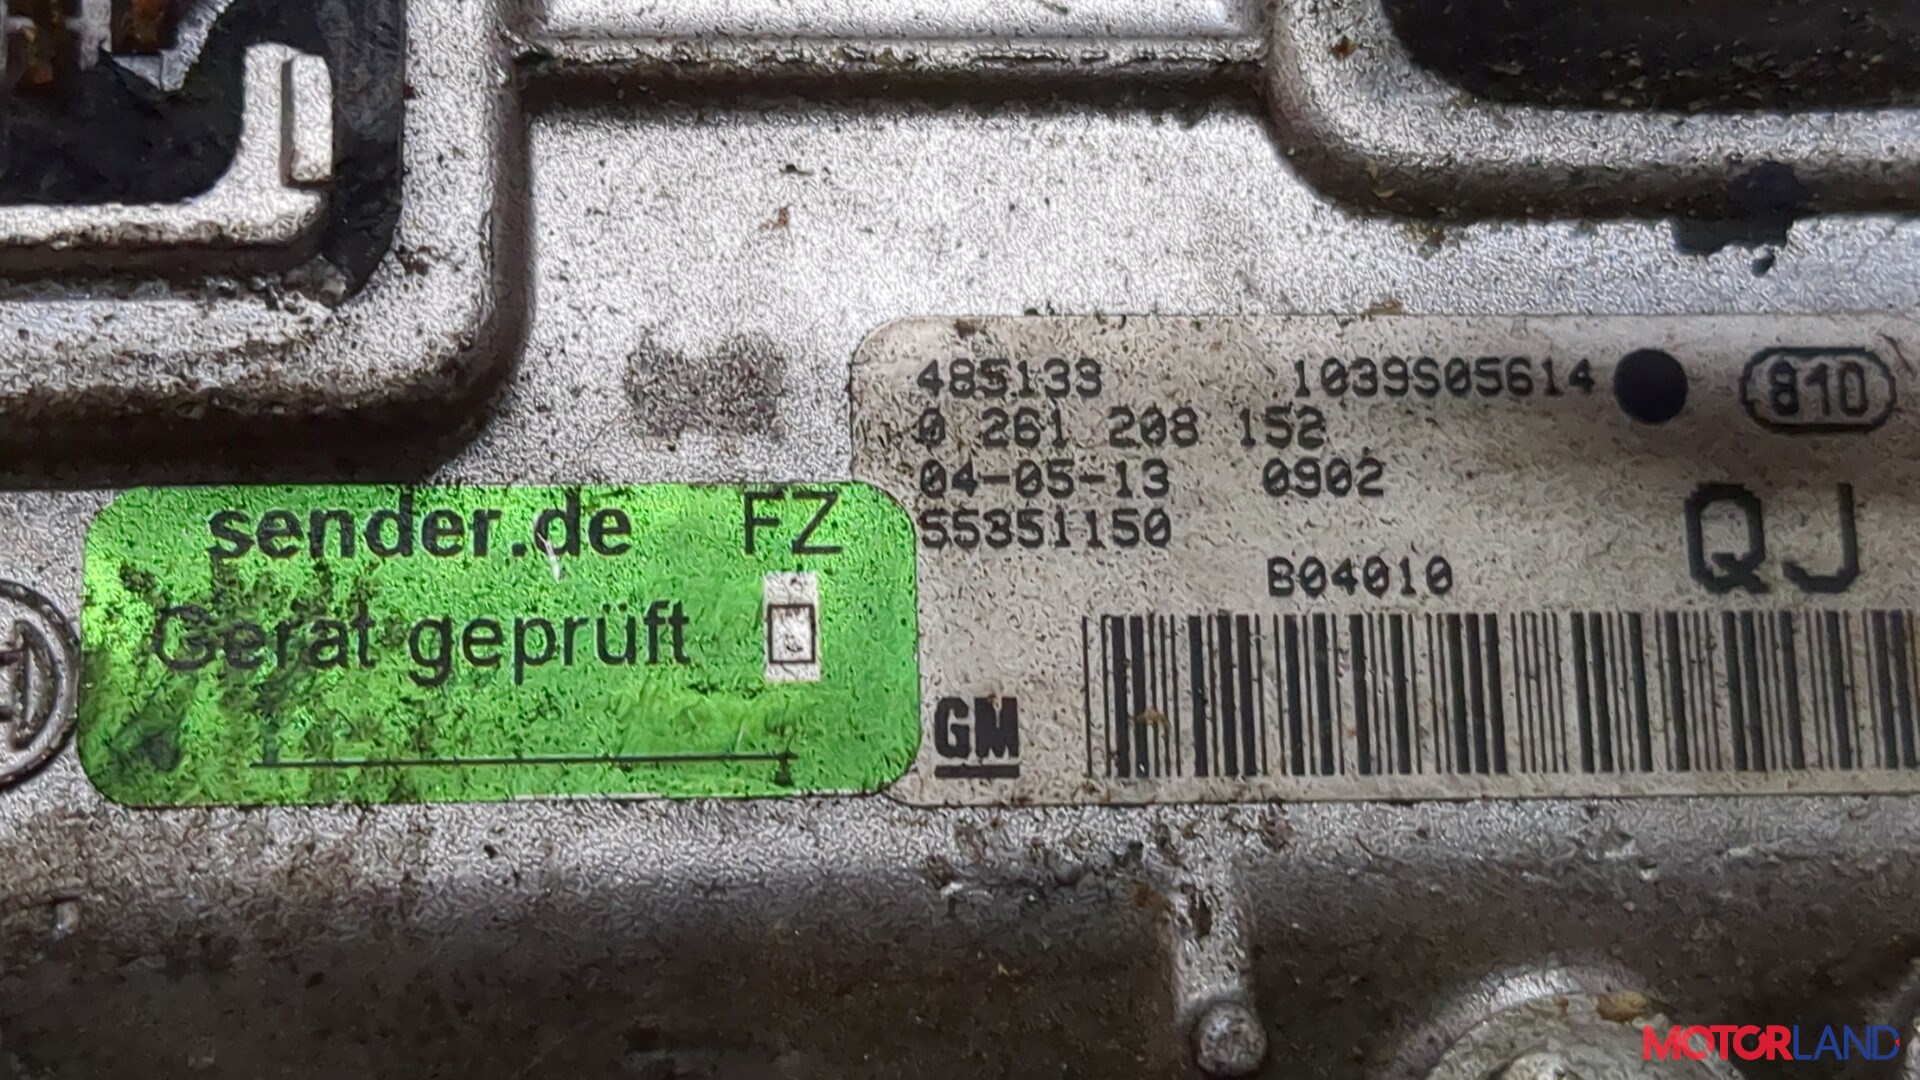 485133 1039S05614 810
0 261 208 152
04-05-13 0902
55351150
QJ
B04010
GM
sender.de FZ
Gerät geprüft
MOTORLAND